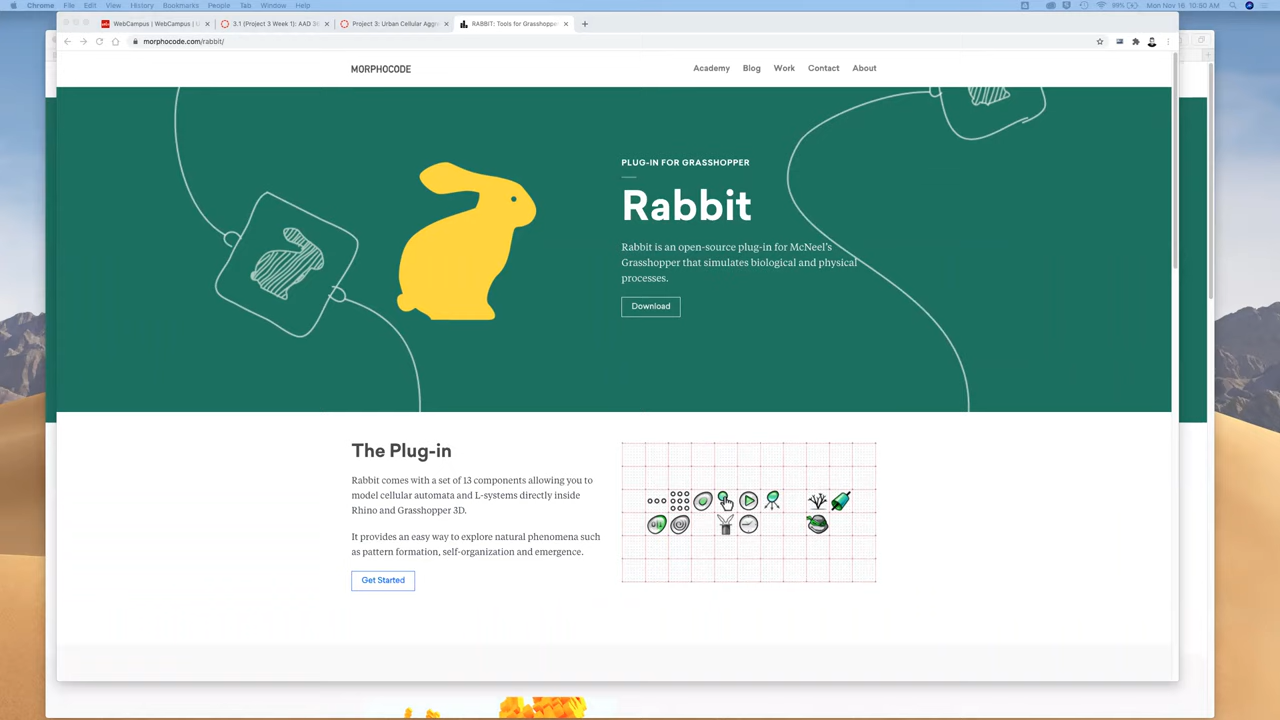 Chrome File Edit View History Bookmarks People Tab Window Help
99% Mon Nov 16 10:50 AM
WebCampus | WebCampus |
3.1 (Project 3 Week 1): AAD
Project 3: Urban Cellular Aggr
RABBIT: Tools for Grasshopper
morphocode.com/rabbit/
MORPHOCODE
Academy Blog Work Contact About
PLUG-IN FOR GRASSHOPPER
Rabbit
Rabbit is an open-source plug-in for McNeel's
Grasshopper that simulates biological and physical
processes.
Download
The Plug-in
Rabbit comes with a set of 13 components allowing you to
model cellular automata and L-systems directly inside
Rhino and Grasshopper 3D.
It provides an easy way to explore natural phenomena such
as pattern formation, self-organization and emergence.
Get Started